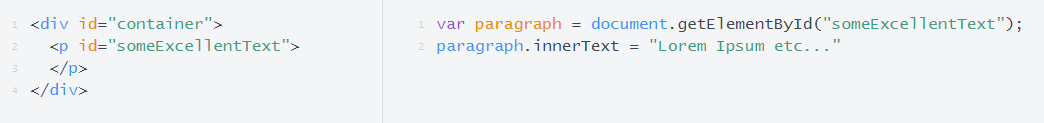 1 <div id="container">
2   <p id="someExcellentText">
3   </p>
4 </div>
1 var paragraph = document.getElementById("someExcellentText");
2 paragraph.innerText = "Lorem Ipsum etc..."